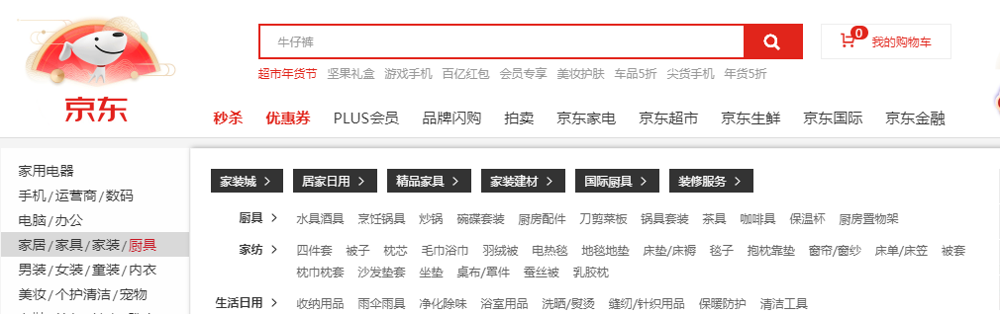 牛仔裤
0
我的购物车
超市年货节 坚果礼盒 游戏手机 百亿红包 会员专享 美妆护肤 车品5折 尖货手机 年货5折
京东
秒杀 优惠券 PLUS会员 品牌闪购 拍卖 京东家电 京东超市 京东生鲜 京东国际 京东金融
家用电器
手机/运营商/数码
电脑/办公
家居/家具/家装/厨具
男装/女装/童装/内衣
美妆/个护清洁/宠物
家装城 居家日用 精品家具 家装建材 国际厨具 装修服务
厨具 水具酒具 烹饪锅具 炒锅 碗碟套装 厨房配件 刀剪菜板 锅具套装 茶具 咖啡具 保温杯 厨房置物架
家纺 四件套 被子 枕芯 毛巾浴巾 羽绒被 电热毯 地毯地垫 床垫/床褥 毯子 抱枕靠垫 窗帘/窗纱 床单/床笠 被套
枕巾枕套 沙发垫套 坐垫 桌布/罩件 蚕丝被 乳胶枕
生活日用 收纳用品 雨伞雨具 净化除味 浴室用品 洗晒/熨烫 缝纫/针织用品 保暖防护 清洁工具